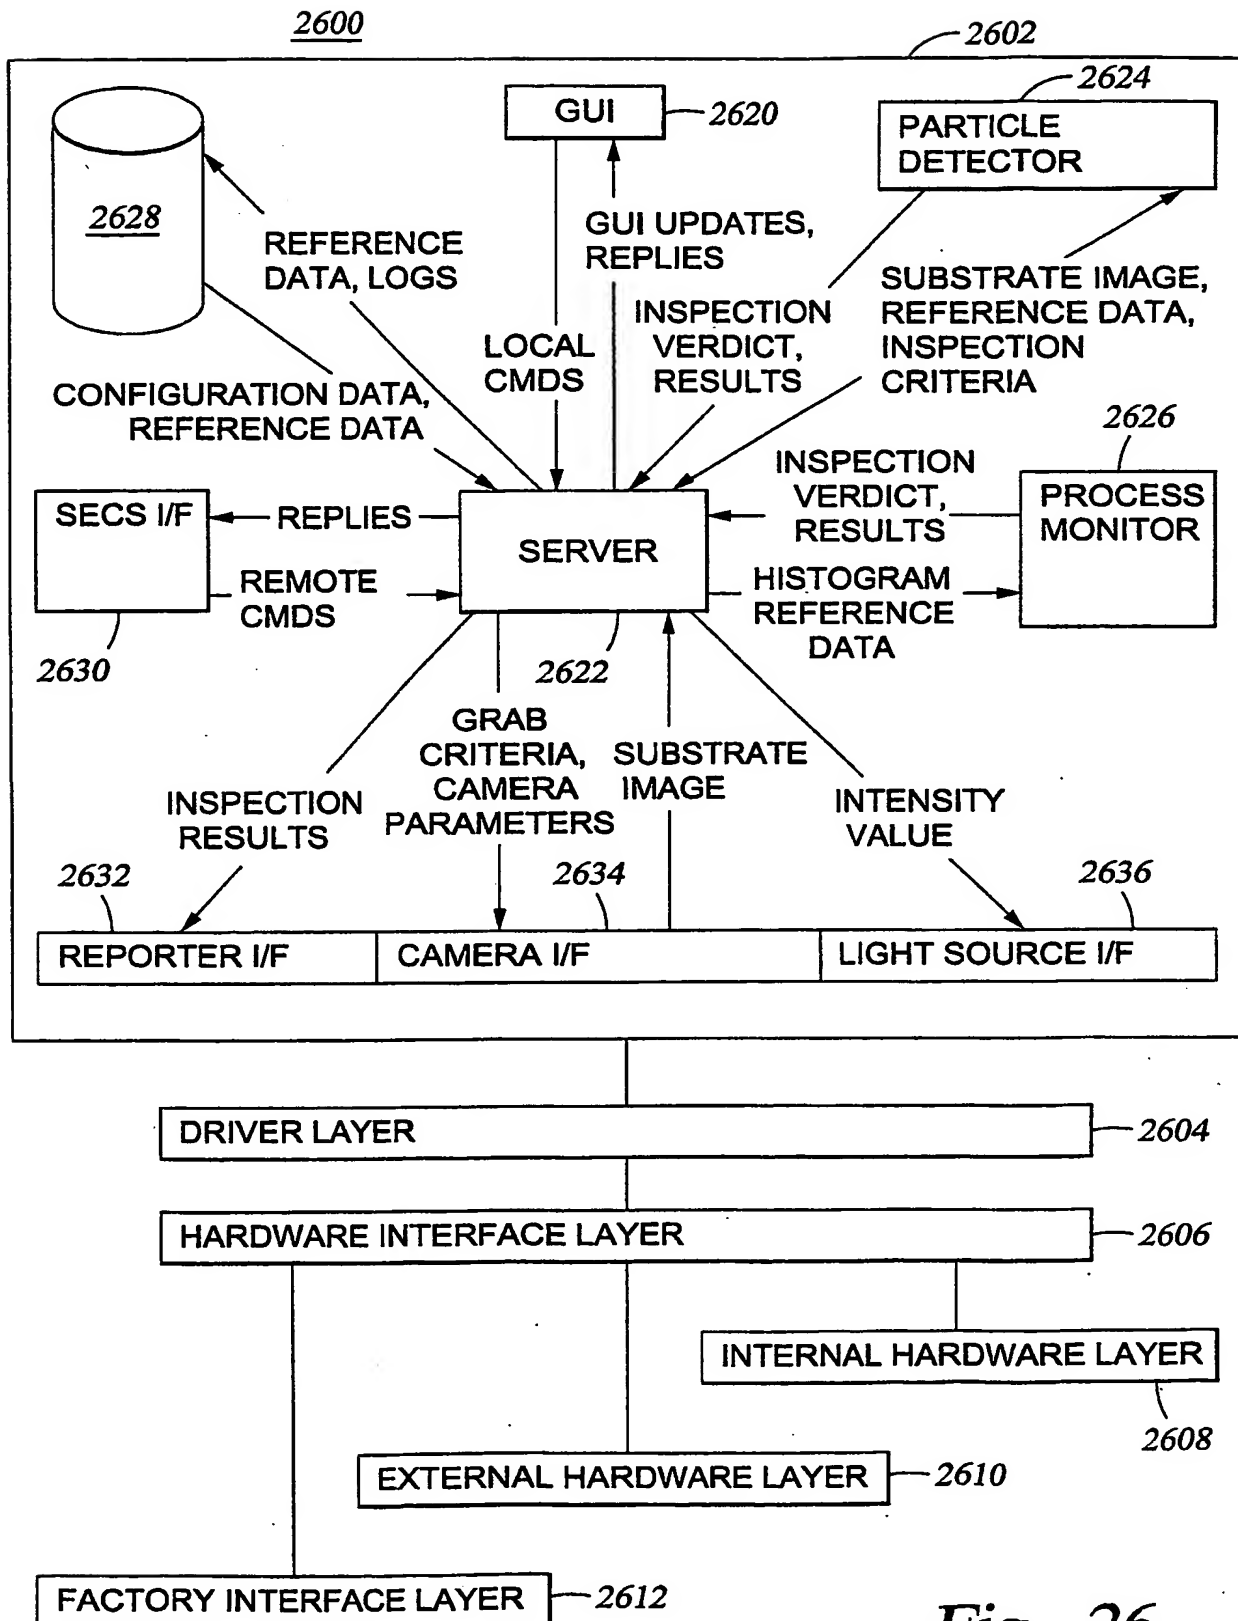 2600
2602
2624
GUI
2620
PARTICLE
DETECTOR
2628
REFERENCE
DATA, LOGS
GUI UPDATES,
REPLIES
SUBSTRATE IMAGE,
REFERENCE DATA,
INSPECTION
CRITERIA
INSPECTION
VERDICT,
RESULTS
LOCAL
CMDS
CONFIGURATION DATA,
REFERENCE DATA
2626
SECS I/F
REPLIES
SERVER
INSPECTION
VERDICT,
RESULTS
PROCESS
MONITOR
REMOTE
CMDS
HISTOGRAM
REFERENCE
DATA
2630
2622
GRAB
CRITERIA,
CAMERA
PARAMETERS
SUBSTRATE
IMAGE
INSPECTION
RESULTS
INTENSITY
VALUE
2632
2634
2636
REPORTER I/F
CAMERA I/F
LIGHT SOURCE I/F
DRIVER LAYER
2604
HARDWARE INTERFACE LAYER
2606
INTERNAL HARDWARE LAYER
2608
EXTERNAL HARDWARE LAYER
2610
FACTORY INTERFACE LAYER
2612
Fig. 26